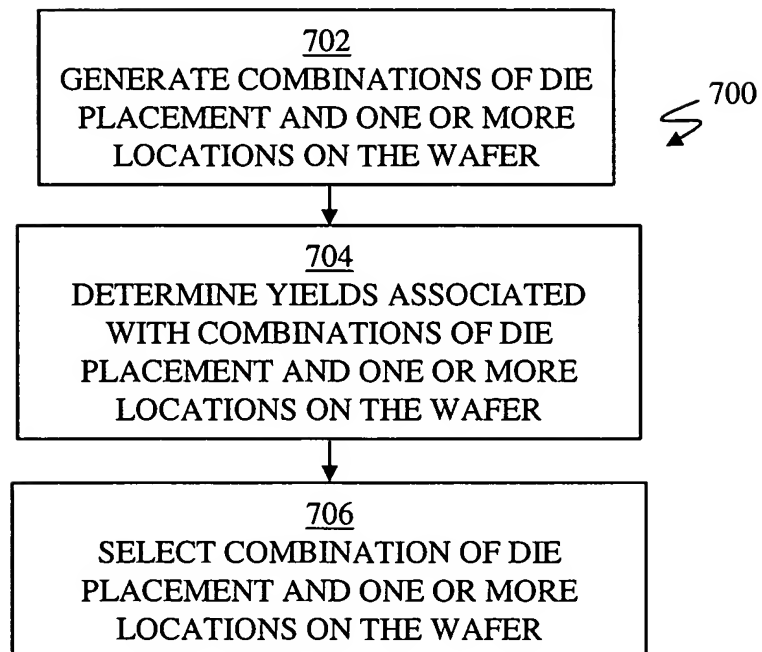 702
GENERATE COMBINATIONS OF DIE
PLACEMENT AND ONE OR MORE
LOCATIONS ON THE WAFER
700
704
DETERMINE YIELDS ASSOCIATED
WITH COMBINATIONS OF DIE
PLACEMENT AND ONE OR MORE
LOCATIONS ON THE WAFER
706
SELECT COMBINATION OF DIE
PLACEMENT AND ONE OR MORE
LOCATIONS ON THE WAFER